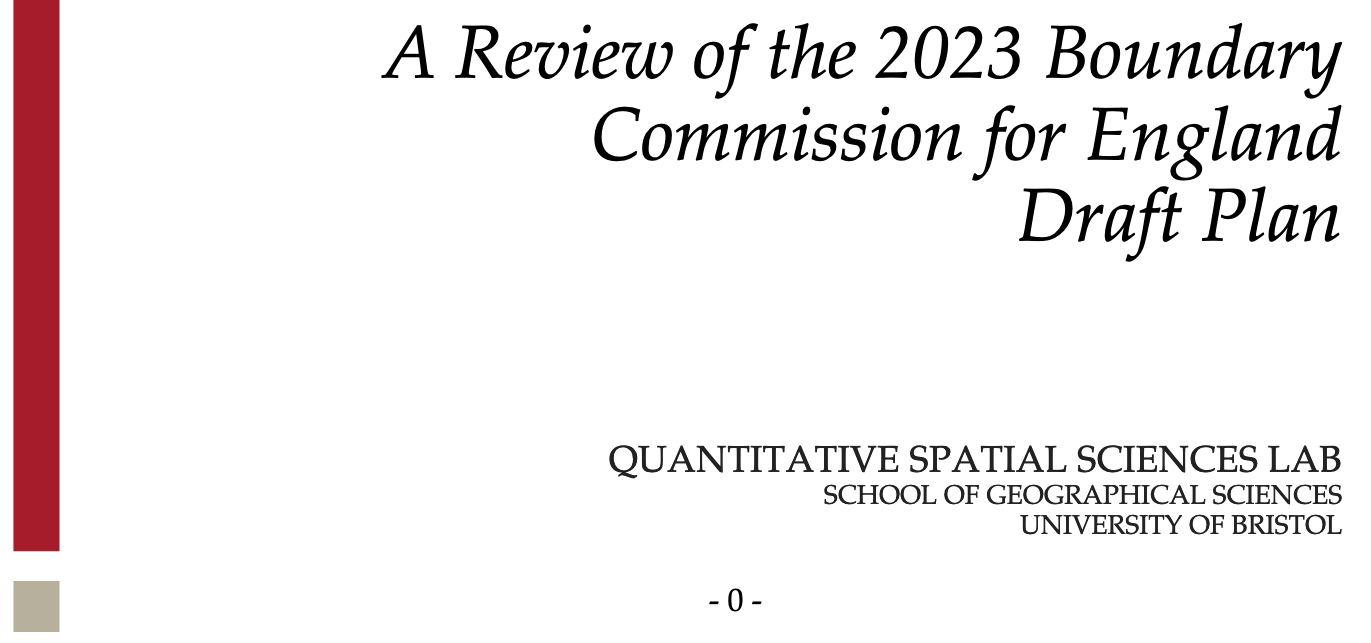 A Review of the 2023 Boundary
Commission for England
Draft Plan
QUANTITATIVE SPATIAL SCIENCES LAB
SCHOOL OF GEOGRAPHICAL SCIENCES
UNIVERSITY OF BRISTOL
- 0 -